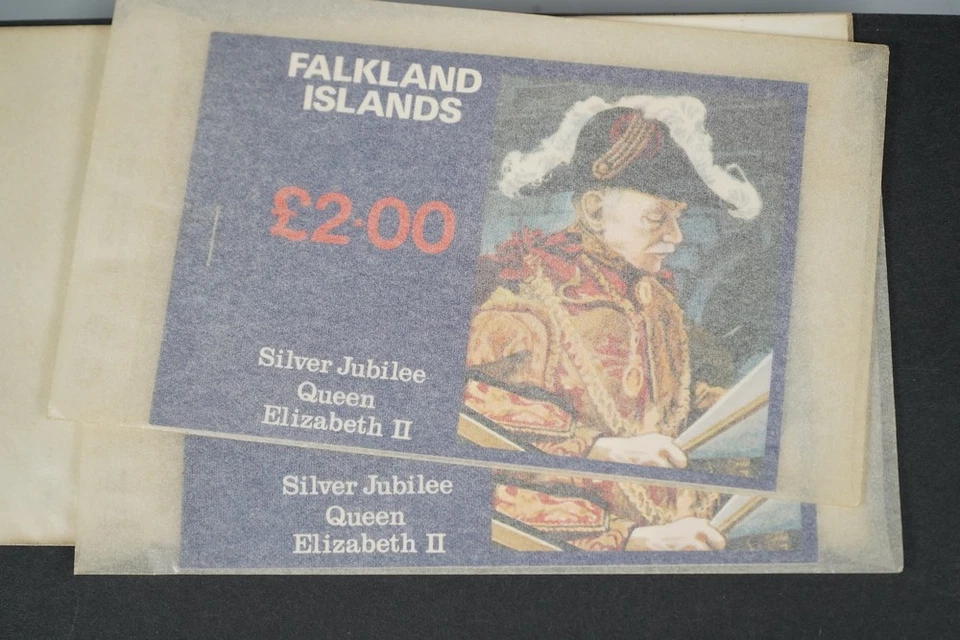 FALKLAND
ISLANDS
£2·00
Silver Jubilee
Queen
Elizabeth II
Silver Jubilee
Queen
Elizabeth II